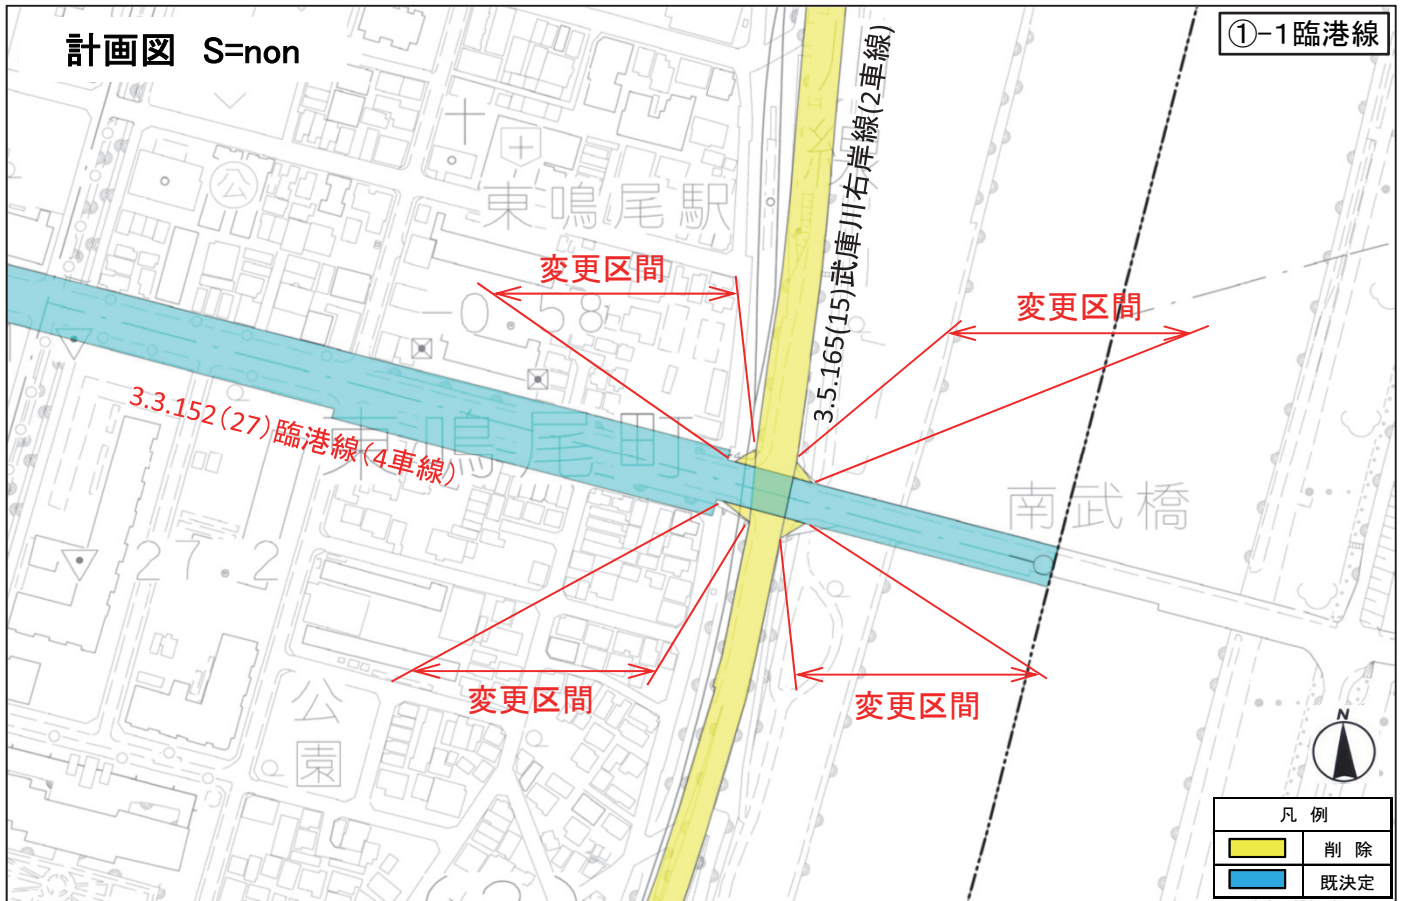 計画図 S=non
①-1臨港線
東鳴尾駅
公
3.5.165(15)武庫川右岸線(2車線)
変更区間
変更区間
0.58
3.3.152(27)臨港線(4車線)
東鳴尾町
南武橋
27.2
変更区間
変更区間
公園
N
凡 例
削 除
既決定